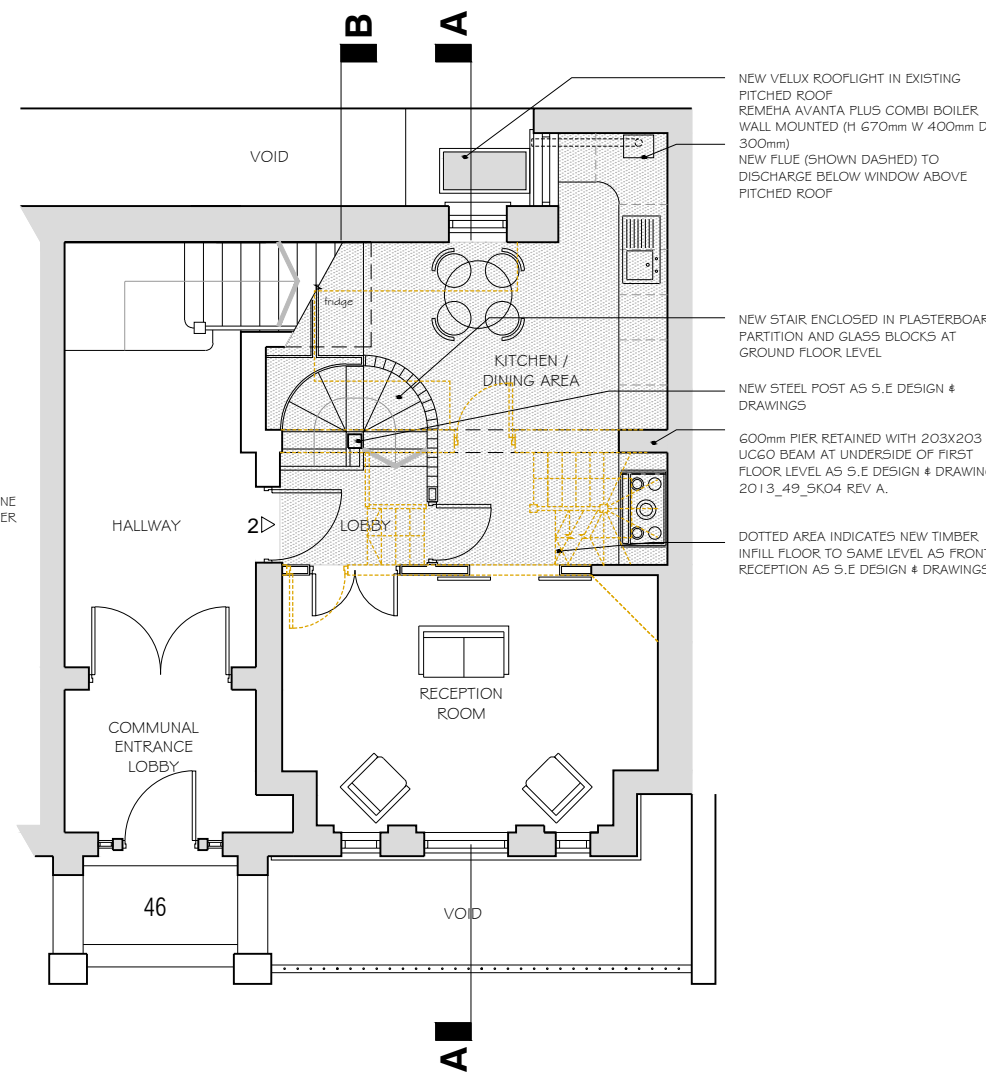 B
A
NEW VELUX ROOFLIGHT IN EXISTING
PITCHED ROOF
REMEHA AVANTA PLUS COMBI BOILER
WALL MOUNTED (H 670mm W 400mm D
300mm)
NEW FLUE (SHOWN DASHED) TO
DISCHARGE BELOW WINDOW ABOVE
PITCHED ROOF
VOID
fridge
NEW STAIR ENCLOSED IN PLASTERBOAR
PARTITION AND GLASS BLOCKS AT
GROUND FLOOR LEVEL
KITCHEN /
DINING AREA
NEW STEEL POST AS S.E DESIGN &
DRAWINGS
600mm PIER RETAINED WITH 203X203
UC60 BEAM AT UNDERSIDE OF FIRST
FLOOR LEVEL AS S.E DESIGN & DRAWIN
2013_49_SK04 REV A.
NE
ER
HALLWAY
2
LOBBY
DOTTED AREA INDICATES NEW TIMBER
INFILL FLOOR TO SAME LEVEL AS FRONT
RECEPTION AS S.E DESIGN & DRAWINGS
RECEPTION
ROOM
COMMUNAL
ENTRANCE
LOBBY
46
VOID
A